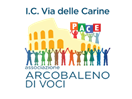 I.C. Via delle Carine
PACE
associazione
ARCOBALENO
DI VOCI